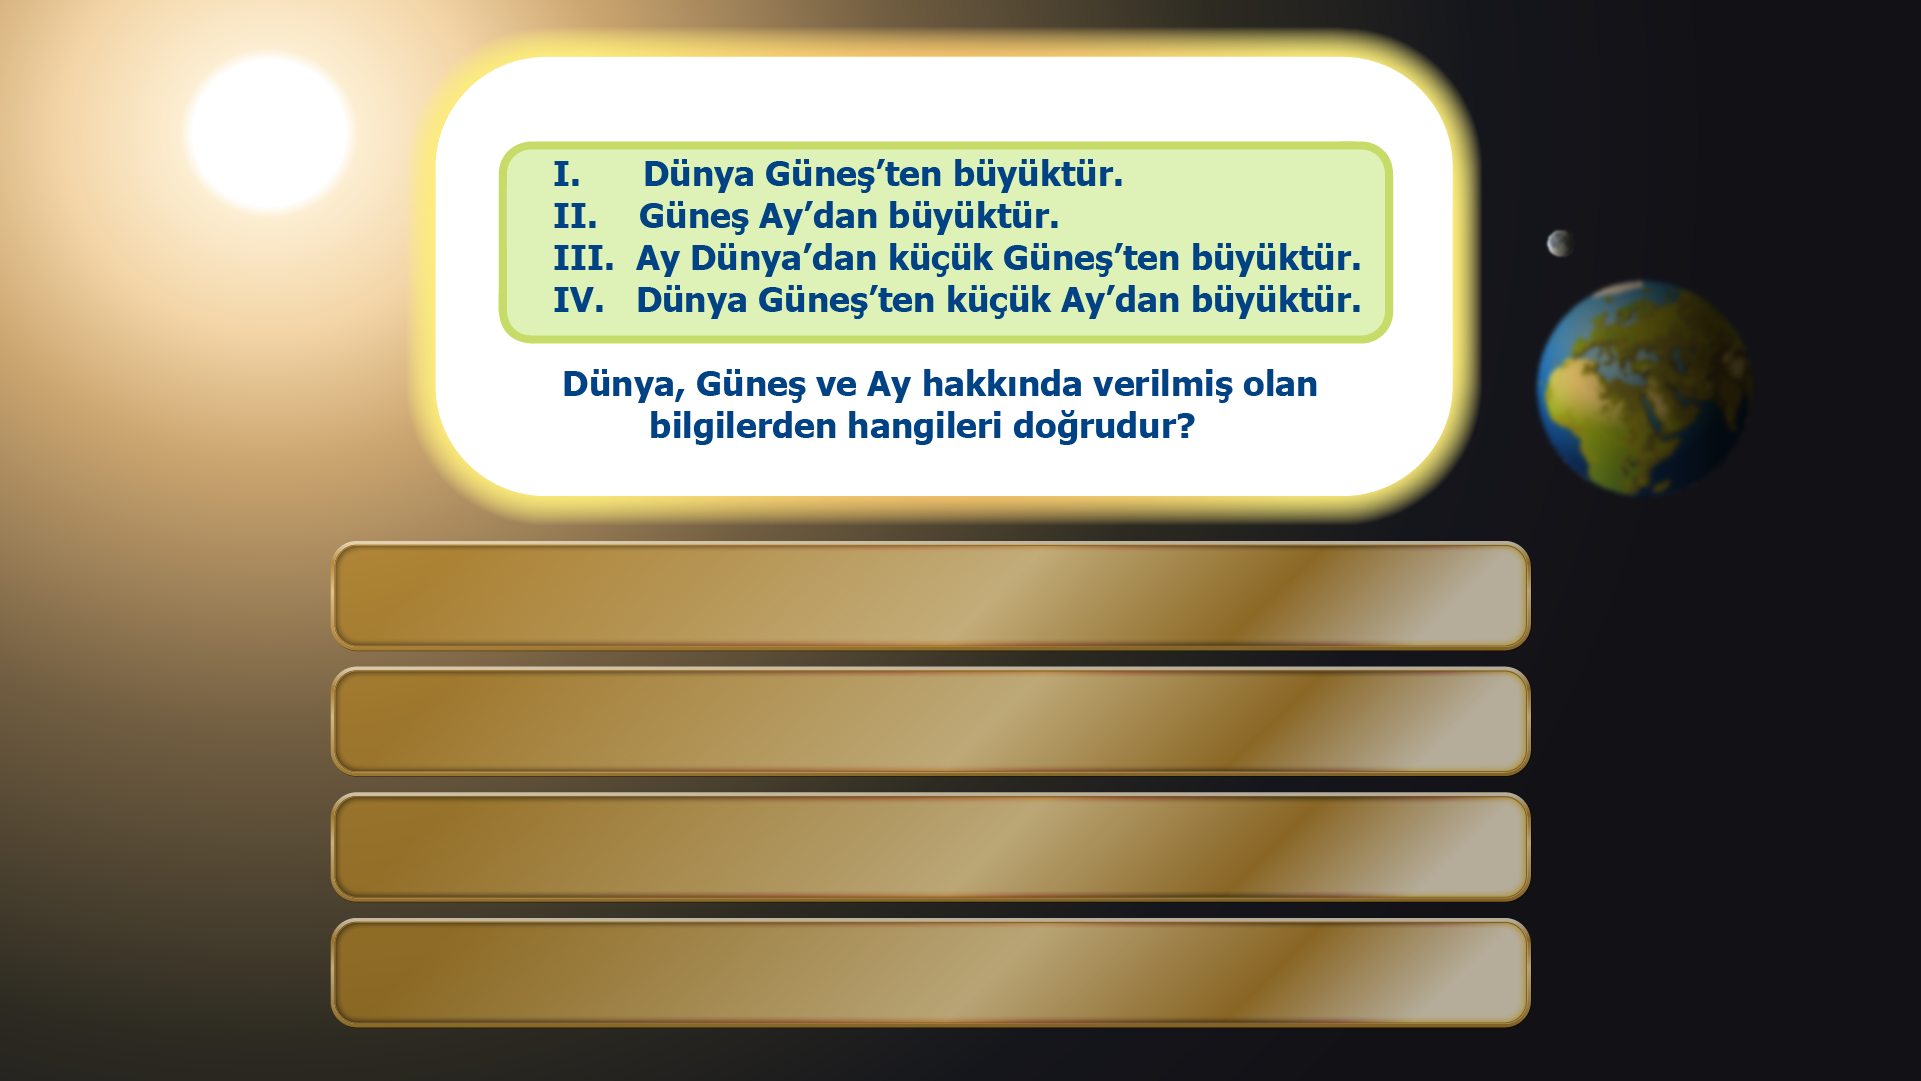 I. Dünya Güneş’ten büyüktür.
II. Güneş Ay’dan büyüktür.
III. Ay Dünya’dan küçük Güneş’ten büyüktür.
IV. Dünya Güneş’ten küçük Ay’dan büyüktür.
Dünya, Güneş ve Ay hakkında verilmiş olan
bilgilerden hangileri doğrudur?